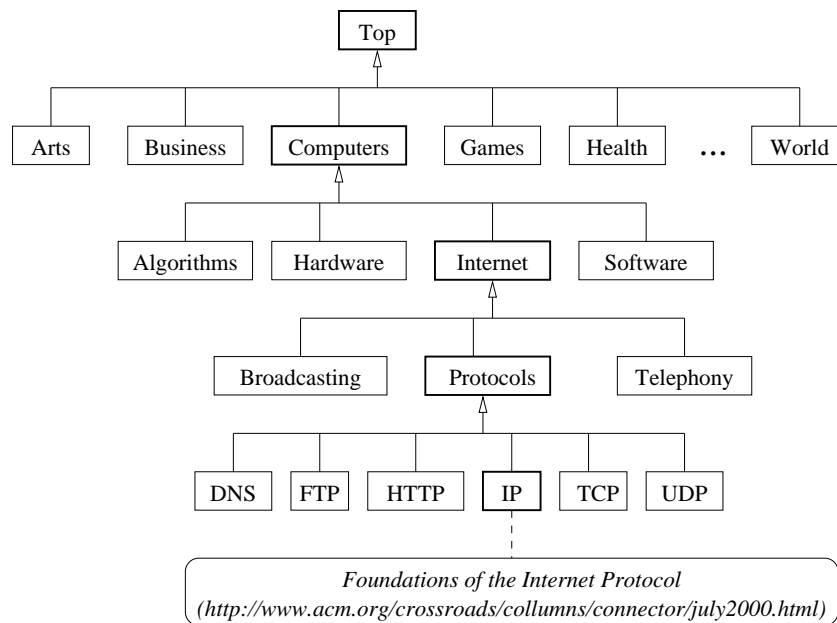 Top
Arts Business Computers Games Health ... World
Algorithms Hardware Internet Software
Broadcasting Protocols Telephony
DNS FTP HTTP IP TCP UDP
Foundations of the Internet Protocol
(http://www.acm.org/crossroads/collumns/connector/july2000.html)